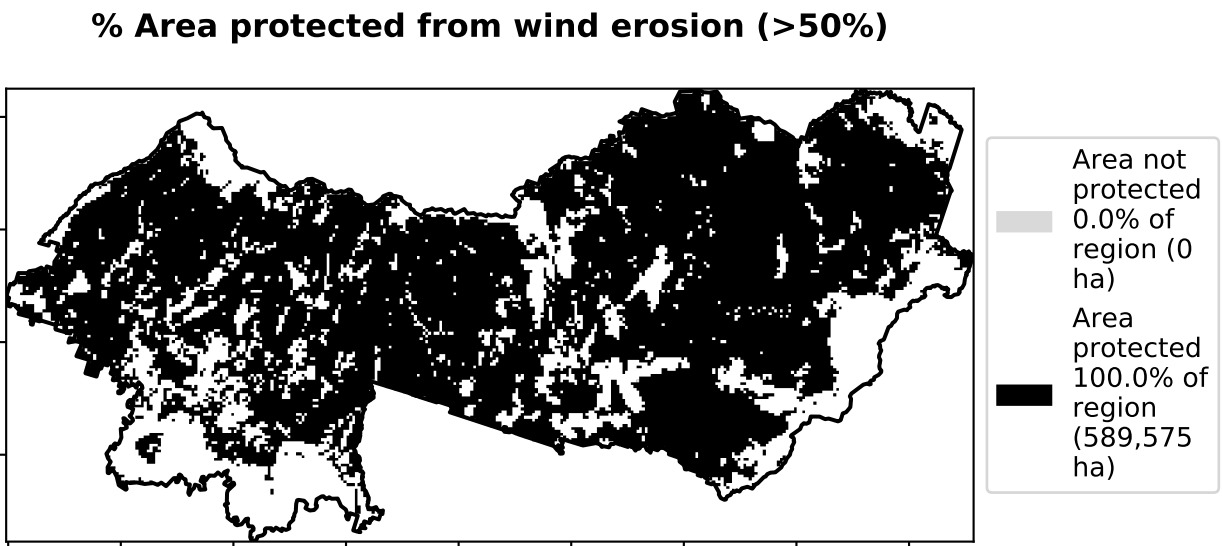 % Area protected from wind erosion (>50%)
Area not
protected
0.0% of
region (0
ha)
Area
protected
100.0% of
region
(589,575
ha)